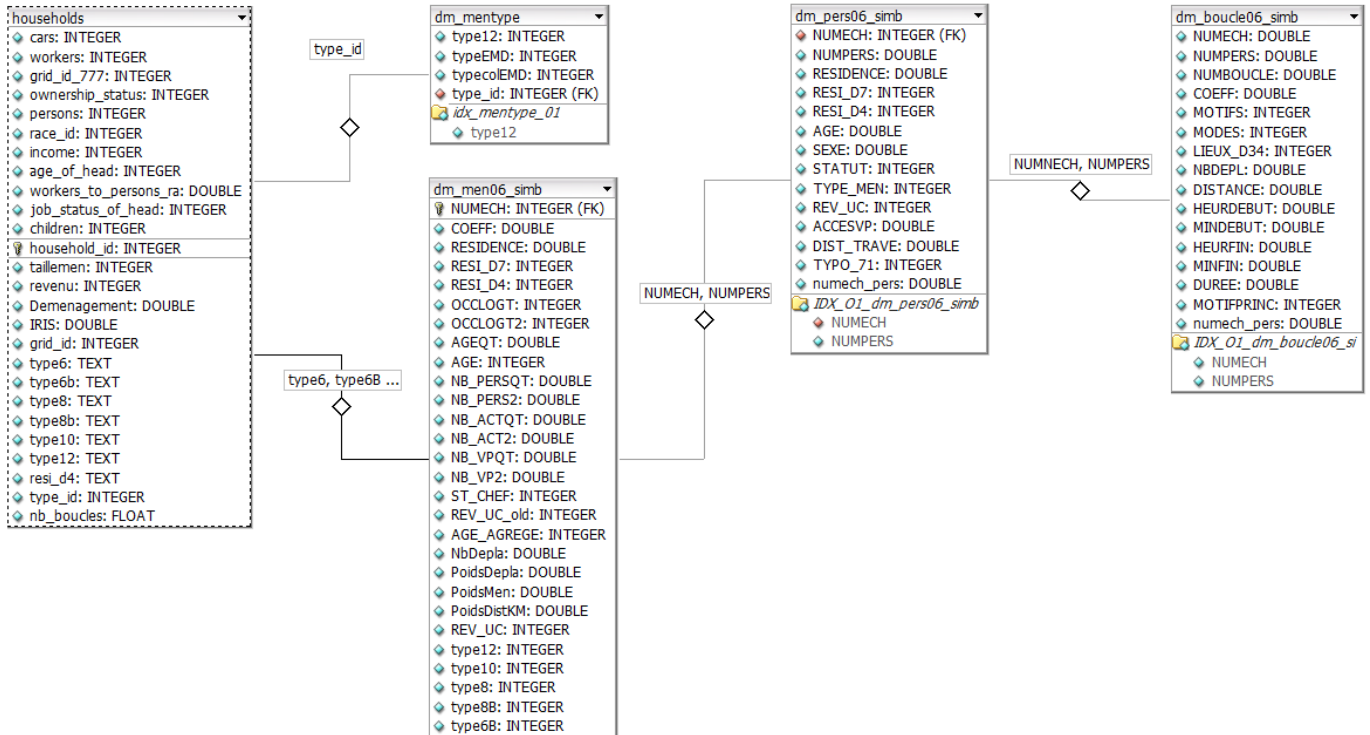 households
cars: INTEGER
workers: INTEGER
grid_id_777: INTEGER
ownership_status: INTEGER
persons: INTEGER
race_id: INTEGER
income: INTEGER
age_of_head: INTEGER
workers_to_persons_ra: DOUBLE
job_status_of_head: INTEGER
children: INTEGER
household_id: INTEGER
taillemen: INTEGER
revenu: INTEGER
Demenagement: DOUBLE
IRIS: DOUBLE
grid_id: INTEGER
type6: TEXT
type6b: TEXT
type8: TEXT
type8b: TEXT
type10: TEXT
type12: TEXT
resi_d4: TEXT
type_id: INTEGER
nb_boucles: FLOAT
type_id
type6, type6B ...
dm_mentype
type12: INTEGER
typeEMD: INTEGER
typecolEMD: INTEGER
type_id: INTEGER (FK)
idx_mentype_01
type12
dm_men06_simb
NUMECH: INTEGER (FK)
COEFF: DOUBLE
RESIDENCE: DOUBLE
RESI_D7: INTEGER
RESI_D4: INTEGER
OCCLOGT: INTEGER
OCCLOGT2: INTEGER
AGEQT: DOUBLE
AGE: INTEGER
NB_PERSQT: DOUBLE
NB_PERS2: DOUBLE
NB_ACTQT: DOUBLE
NB_ACT2: DOUBLE
NB_VPQT: DOUBLE
NB_VP2: DOUBLE
ST_CHEF: INTEGER
REV_UC_old: INTEGER
AGE_AGREGE: INTEGER
NbDepla: DOUBLE
PoidsDepla: DOUBLE
PoidsMen: DOUBLE
PoidsDistKM: DOUBLE
REV_UC: INTEGER
type12: INTEGER
type10: INTEGER
type8: INTEGER
type8B: INTEGER
type6B: INTEGER
NUMECH, NUMPERS
dm_pers06_simb
NUMECH: INTEGER (FK)
NUMPERS: DOUBLE
RESIDENCE: DOUBLE
RESI_D7: INTEGER
RESI_D4: INTEGER
AGE: DOUBLE
SEXE: DOUBLE
STATUT: INTEGER
TYPE_MEN: INTEGER
REV_UC: INTEGER
ACCESVP: INTEGER
DIST_TRAVE: DOUBLE
TYPO_71: INTEGER
numech_pers: DOUBLE
IDX_O1_dm_pers06_simb
NUMECH
NUMPERS
NUMNECH, NUMPERS
dm_boucle06_simb
NUMECH: DOUBLE
NUMPERS: DOUBLE
NUMBOUCLE: DOUBLE
COEFF: DOUBLE
MOTIFS: INTEGER
MODES: INTEGER
LIEUX_D34: INTEGER
NBDEPL: DOUBLE
DISTANCE: DOUBLE
HEURDEBUT: DOUBLE
MINDEBUT: DOUBLE
HEURFIN: DOUBLE
MINFIN: DOUBLE
DUREE: DOUBLE
MOTIFPRINC: INTEGER
numech_pers: DOUBLE
IDX_O1_dm_boucle06_si
NUMECH
NUMPERS